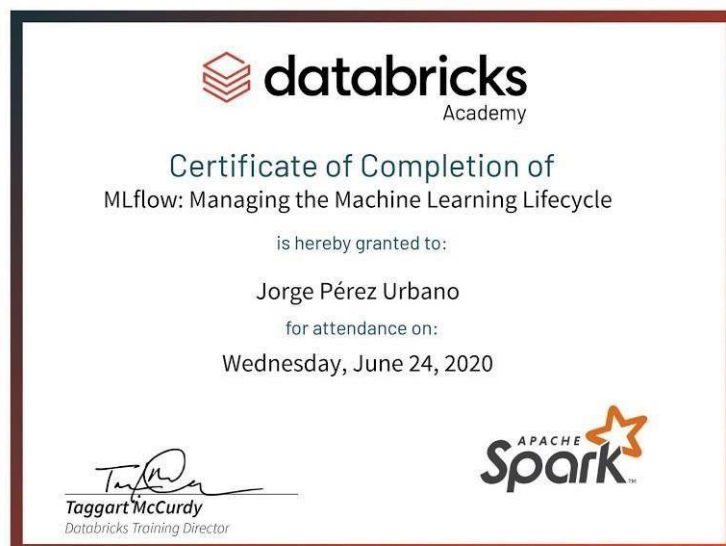 databricks
Academy
Certificate of Completion of
MLflow: Managing the Machine Learning Lifecycle
is hereby granted to:
Jorge Pérez Urbano
for attendance on:
Wednesday, June 24, 2020
APACHE
Spark™
Taggart McCurdy
Databricks Training Director